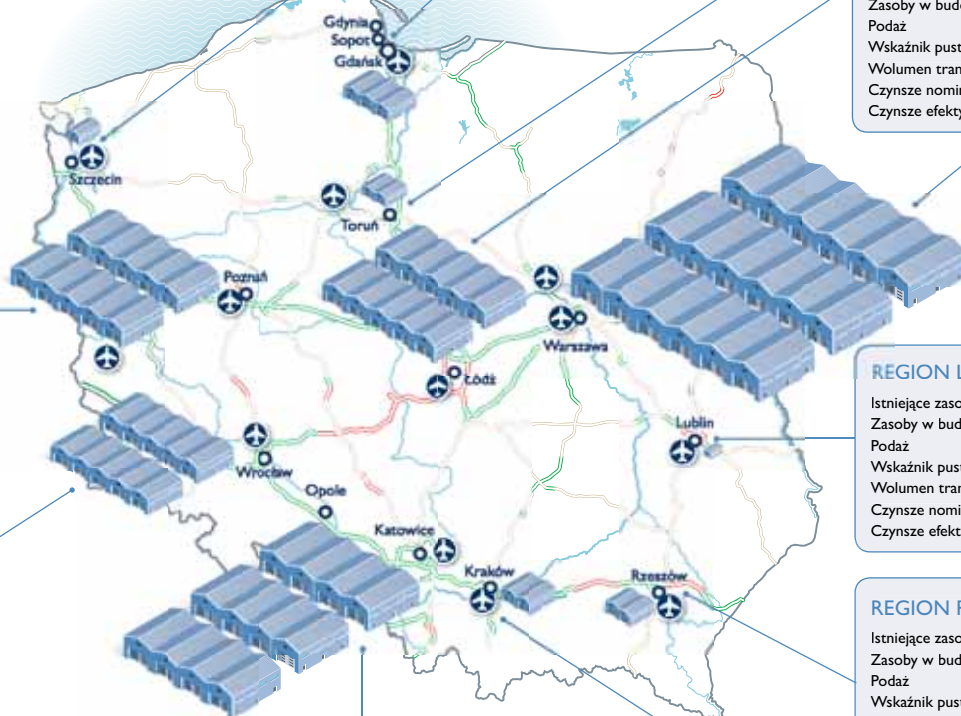 Zasoby w bud
Podaż
Wskaźnik pust
Wolumen tran
Czynsze nomi
Czynsze efekty
Gdynia
Sopot
Gdańsk
Szczecin
Toruń
Poznań
Warszawa
Łódź
Lublin
Wrocław
Opole
Katowice
Kraków
Rzeszów
REGION L
Istniejące zaso
Zasoby w bud
Podaż
Wskaźnik pust
Wolumen tran
Czynsze nomi
Czynsze efekt
REGION
Istniejące zaso
Zasoby w bud
Podaż
Wskaźnik pust